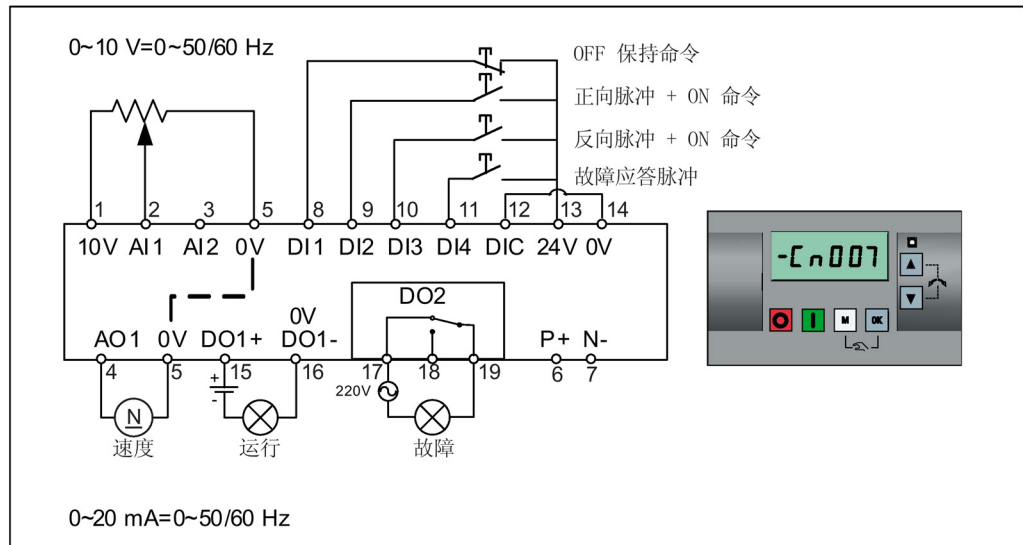 0~10 V=0~50/60 Hz
OFF 保持命令
正向脉冲 + ON 命令
反向脉冲 + ON 命令
故障应答脉冲
1 2 3 5 8 9 10 11 12 13 14
10V AI1 AI2 0V DI1 DI2 DI3 DI4 DIC 24V 0V
-Cn007
M OK
DO2
0V
AO1 0V DO1+ DO1- P+ N-
4 5 15 16 17 18 19 6 7
+
-
220V
N
速度 运行 故障
0~20 mA=0~50/60 Hz